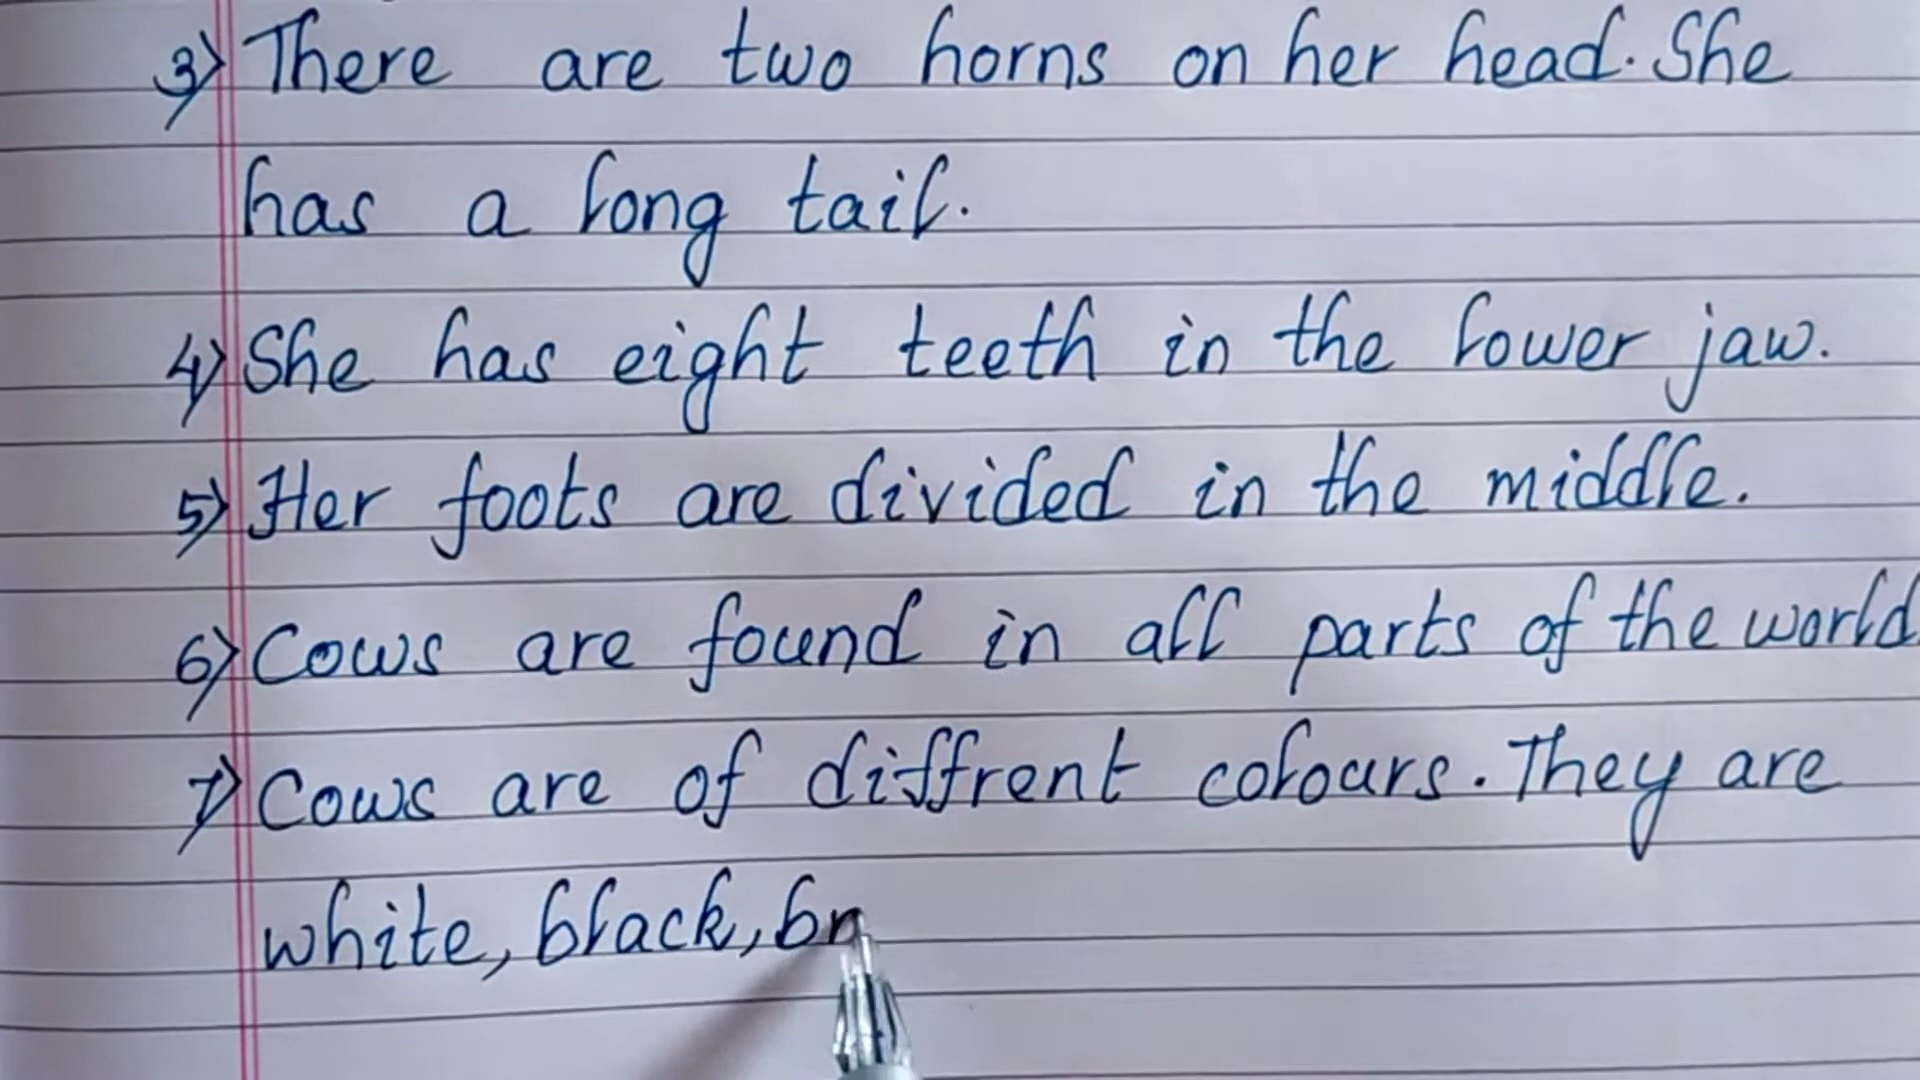 3) There are two horns on her head. She
has a long tail.
4) She has eight teeth in the lower jaw.
5) Her foots are divided in the middle.
6) Cows are found in all parts of the world.
7) Cows are of diffrent colours. They are
white, black, br